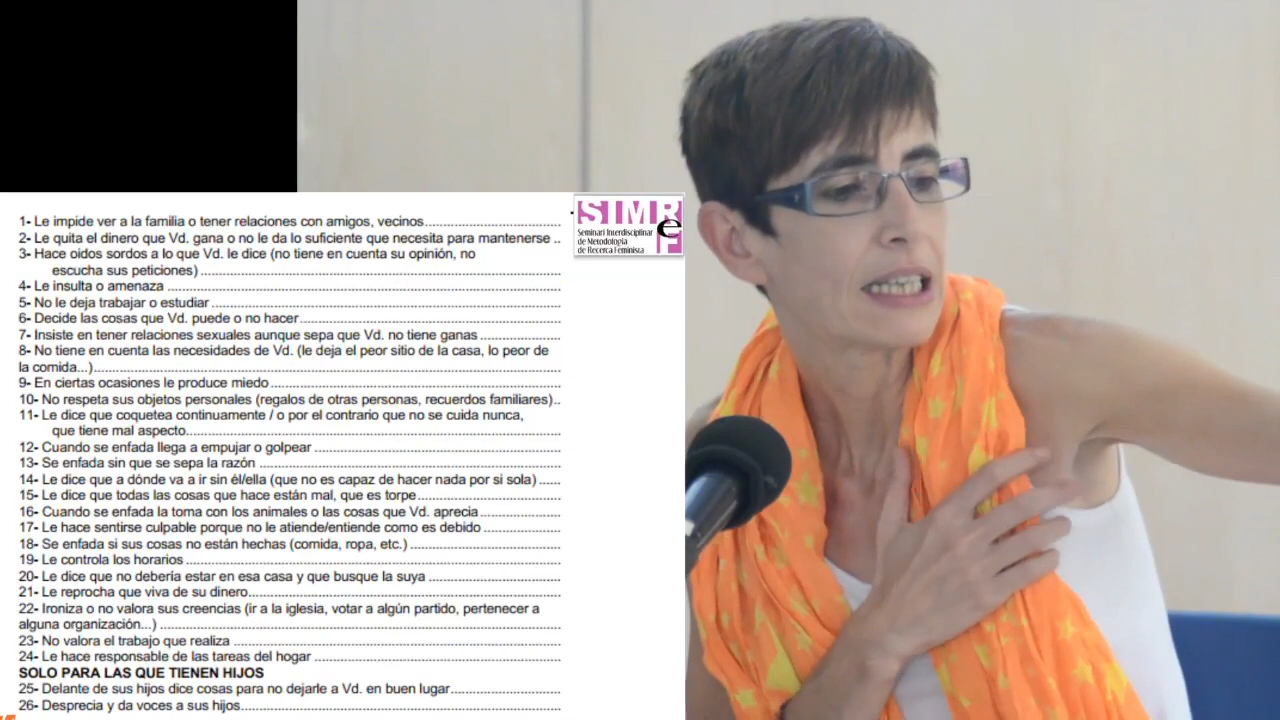 1- Le impide ver a la familia o tener relaciones con amigos, vecinos
2- Le quita el dinero que Vd. gana o no le da lo suficiente que necesita para mantenerse
3- Hace oidos sordos a lo que Vd. le dice (no tiene en cuenta su opinión, no
escucha sus peticiones)
4- Le insulta o amenaza
5- No le deja trabajar o estudiar
6- Decide las cosas que Vd. puede o no hacer
7- Insiste en tener relaciones sexuales aunque sepa que Vd. no tiene ganas
8- No tiene en cuenta las necesidades de Vd. (le deja el peor sitio de la casa, lo peor de
la comida...)
9- En ciertas ocasiones le produce miedo
10- No respeta sus objetos personales (regalos de otras personas, recuerdos familiares)
11- Le dice que coquetea continuamente / o por el contrario que no se cuida nunca,
que tiene mal aspecto
12- Cuando se enfada llega a empujar o golpear
13- Se enfada sin que se sepa la razón
14- Le dice que a dónde va a ir sin él/ella (que no es capaz de hacer nada por si sola)
15- Le dice que todas las cosas que hace están mal, que es torpe
16- Cuando se enfada la toma con los animales o las cosas que Vd. aprecia
17- Le hace sentirse culpable porque no le atiende/entiende como es debido
18- Se enfada si sus cosas no están hechas (comida, ropa, etc.)
19- Le controla los horarios
20- Le dice que no debería estar en esa casa y que busque la suya
21- Le reprocha que viva de su dinero
22- Ironiza o no valora sus creencias (ir a la iglesia, votar a algún partido, pertenecer a
alguna organización...)
23- No valora el trabajo que realiza
24- Le hace responsable de las tareas del hogar
SOLO PARA LAS QUE TIENEN HIJOS
25- Delante de sus hijos dice cosas para no dejarle a Vd. en buen lugar
26- Desprecia y da voces a sus hijos
SIMReF
Seminari Interdisciplinar
de Metodologia
de Recerca Feminista